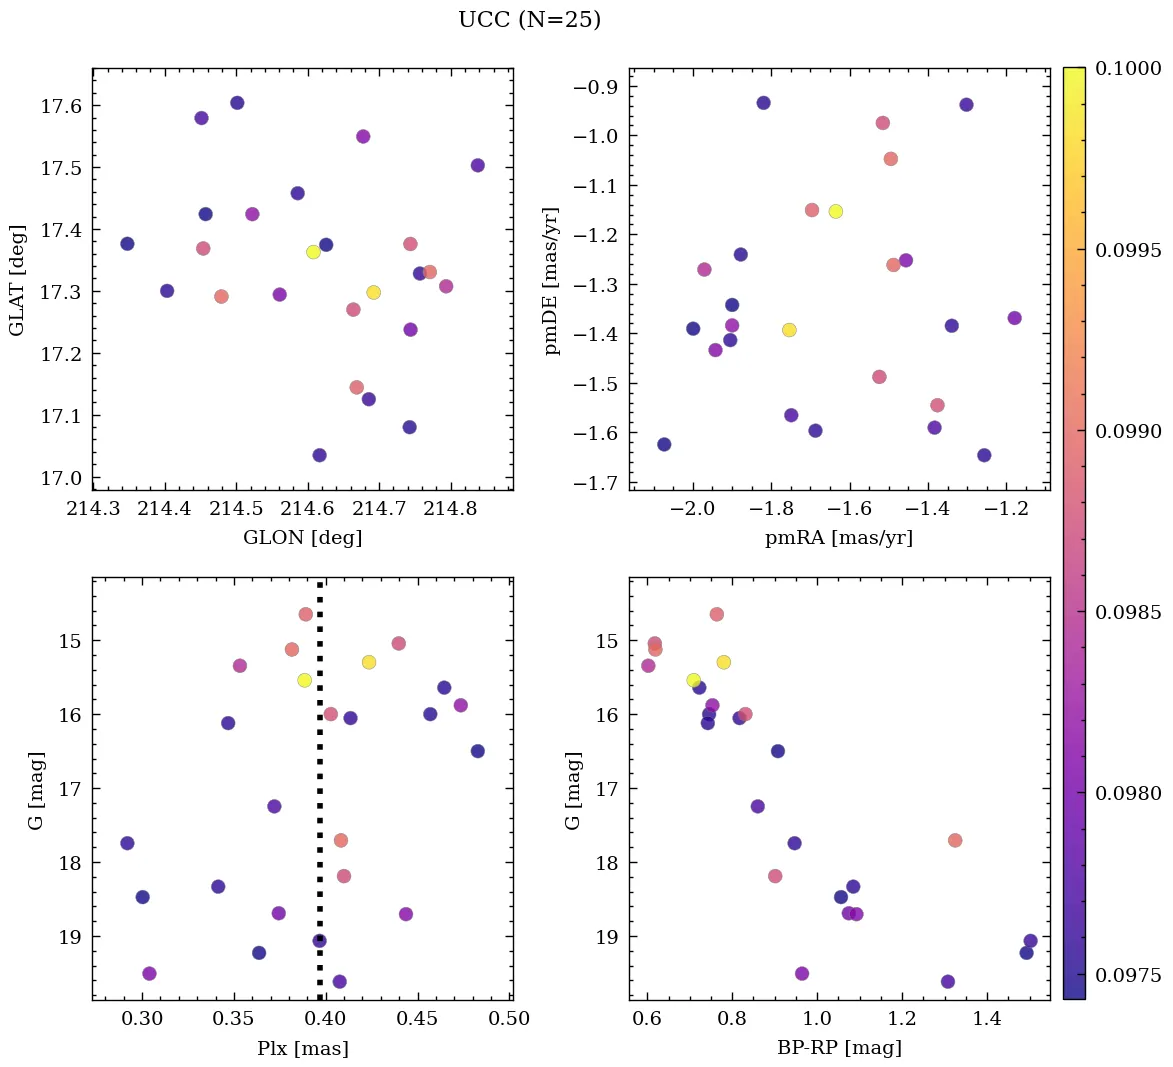 UCC (N=25)
17.6
17.5
17.4
17.3
17.2
17.1
17.0
GLAT [deg]
214.3 214.4 214.5 214.6 214.7 214.8
GLON [deg]
−0.9
−1.0
−1.1
−1.2
−1.3
−1.4
−1.5
−1.6
−1.7
pmDE [mas/yr]
−2.0 −1.8 −1.6 −1.4 −1.2
pmRA [mas/yr]
15
16
17
18
19
G [mag]
0.30 0.35 0.40 0.45 0.50
Plx [mas]
15
16
17
18
19
G [mag]
0.6 0.8 1.0 1.2 1.4
BP-RP [mag]
0.1000
0.0995
0.0990
0.0985
0.0980
0.0975